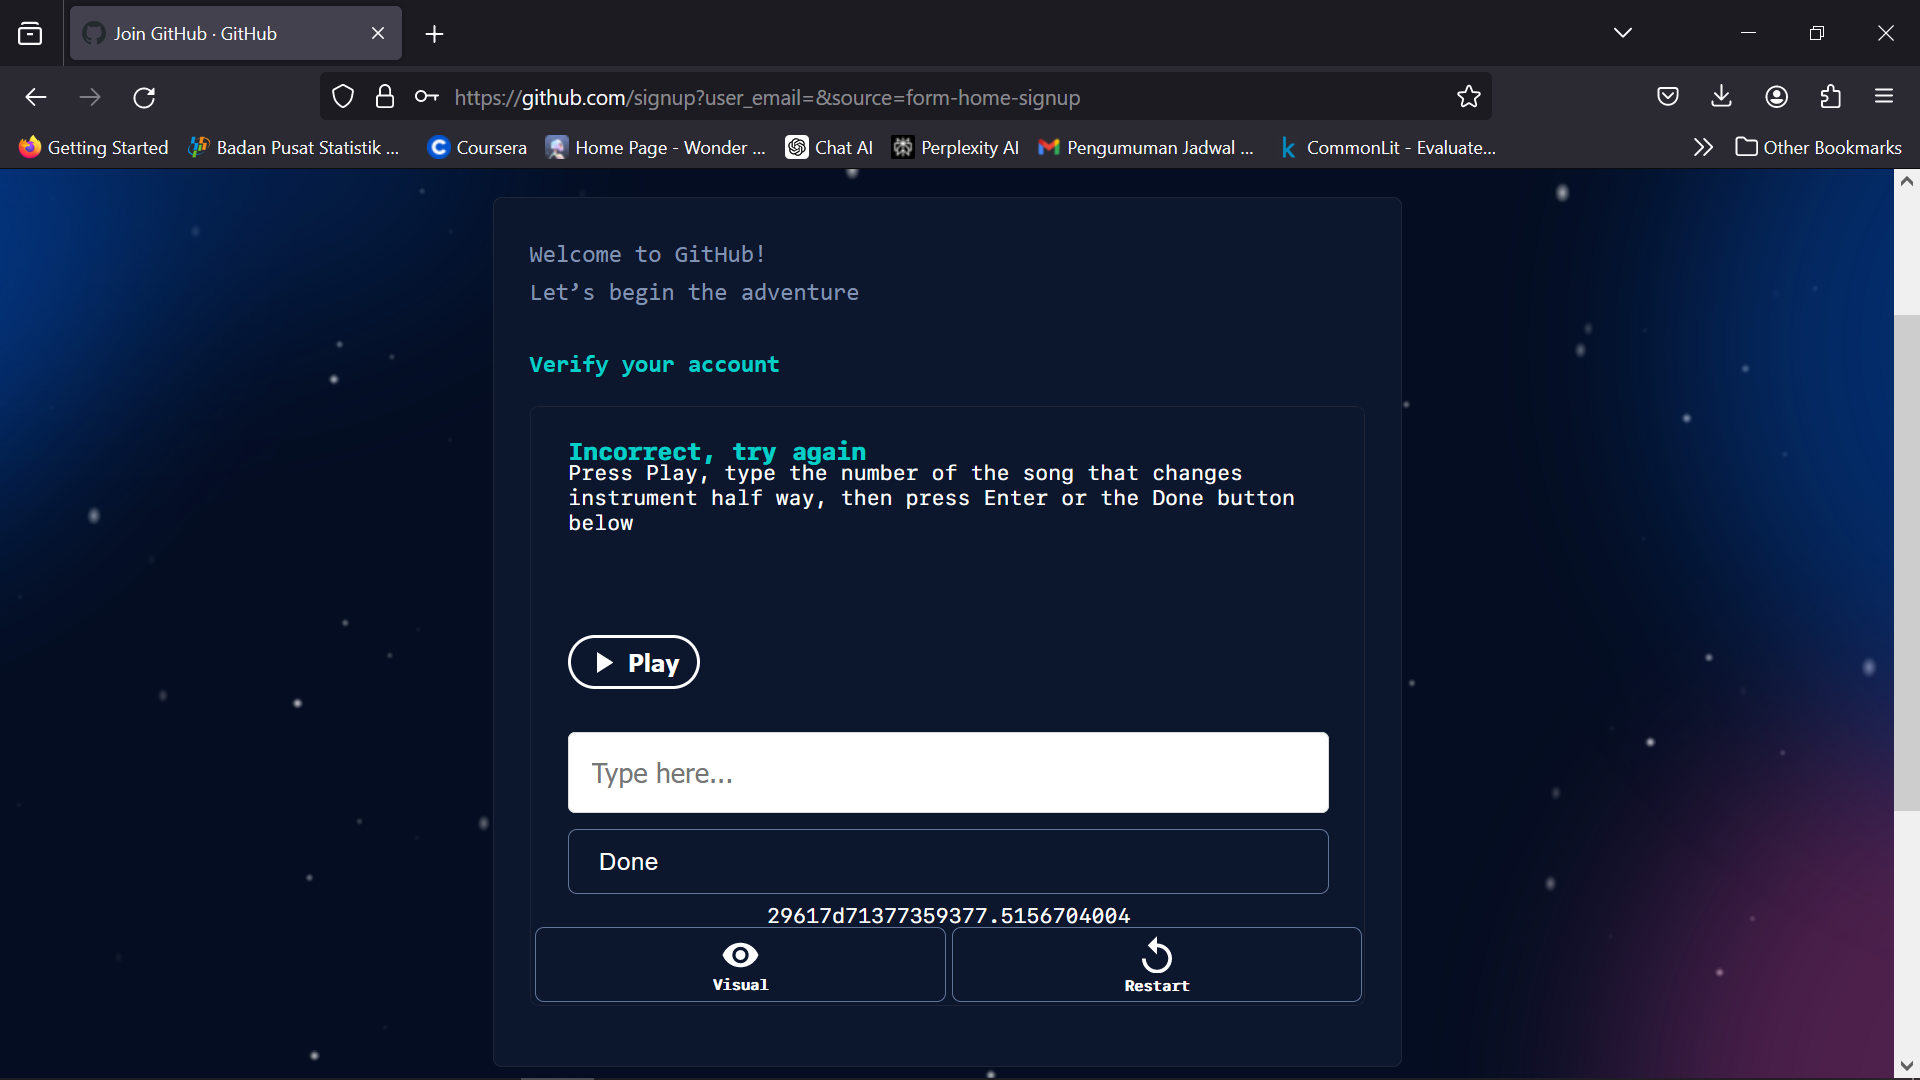 Join GitHub · GitHub
https://github.com/signup?user_email=&source=form-home-signup
Getting Started
Badan Pusat Statistik ...
Coursera
Home Page - Wonder ...
Chat AI
Perplexity AI
Pengumuman Jadwal ...
CommonLit - Evaluate...
Other Bookmarks
Welcome to GitHub!
Let’s begin the adventure
Verify your account
Incorrect, try again
Press Play, type the number of the song that changes
instrument half way, then press Enter or the Done button
below
Play
Type here...
Done
29617d71377359377.5156704004
Visual
Restart